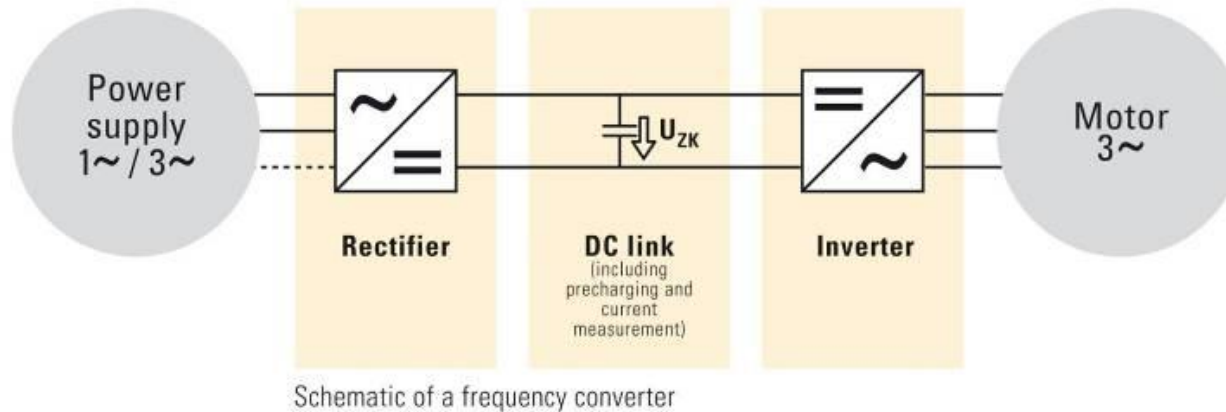 Power
supply
1~ / 3~
U_ZK
Motor
3~
Rectifier
DC link
(including
precharging and
current
measurement)
Inverter
Schematic of a frequency converter